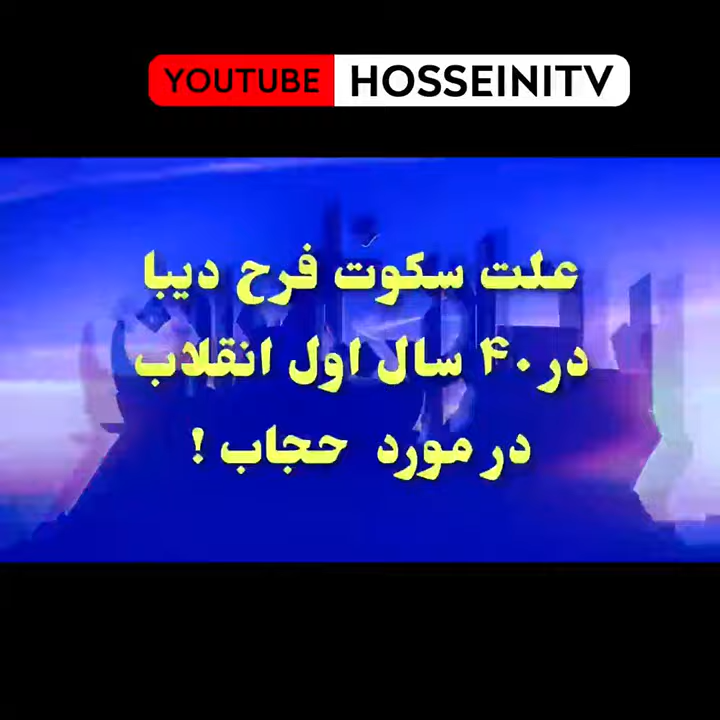 YOUTUBE HOSSEINITV
علت سکوت فرح دیبا
در ۴۰ سال اول انقلاب
در مورد حجاب !